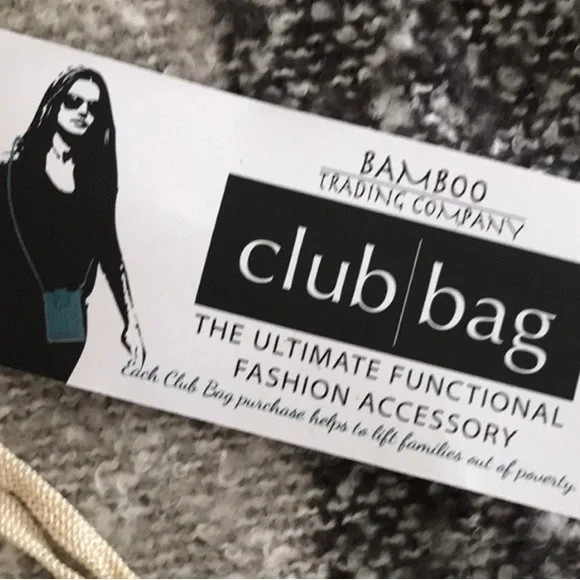 BAMBOO
TRADING COMPANY
club bag
THE ULTIMATE FUNCTIONAL
FASHION ACCESSORY
Each Club Bag purchase helps to lift families out of poverty.